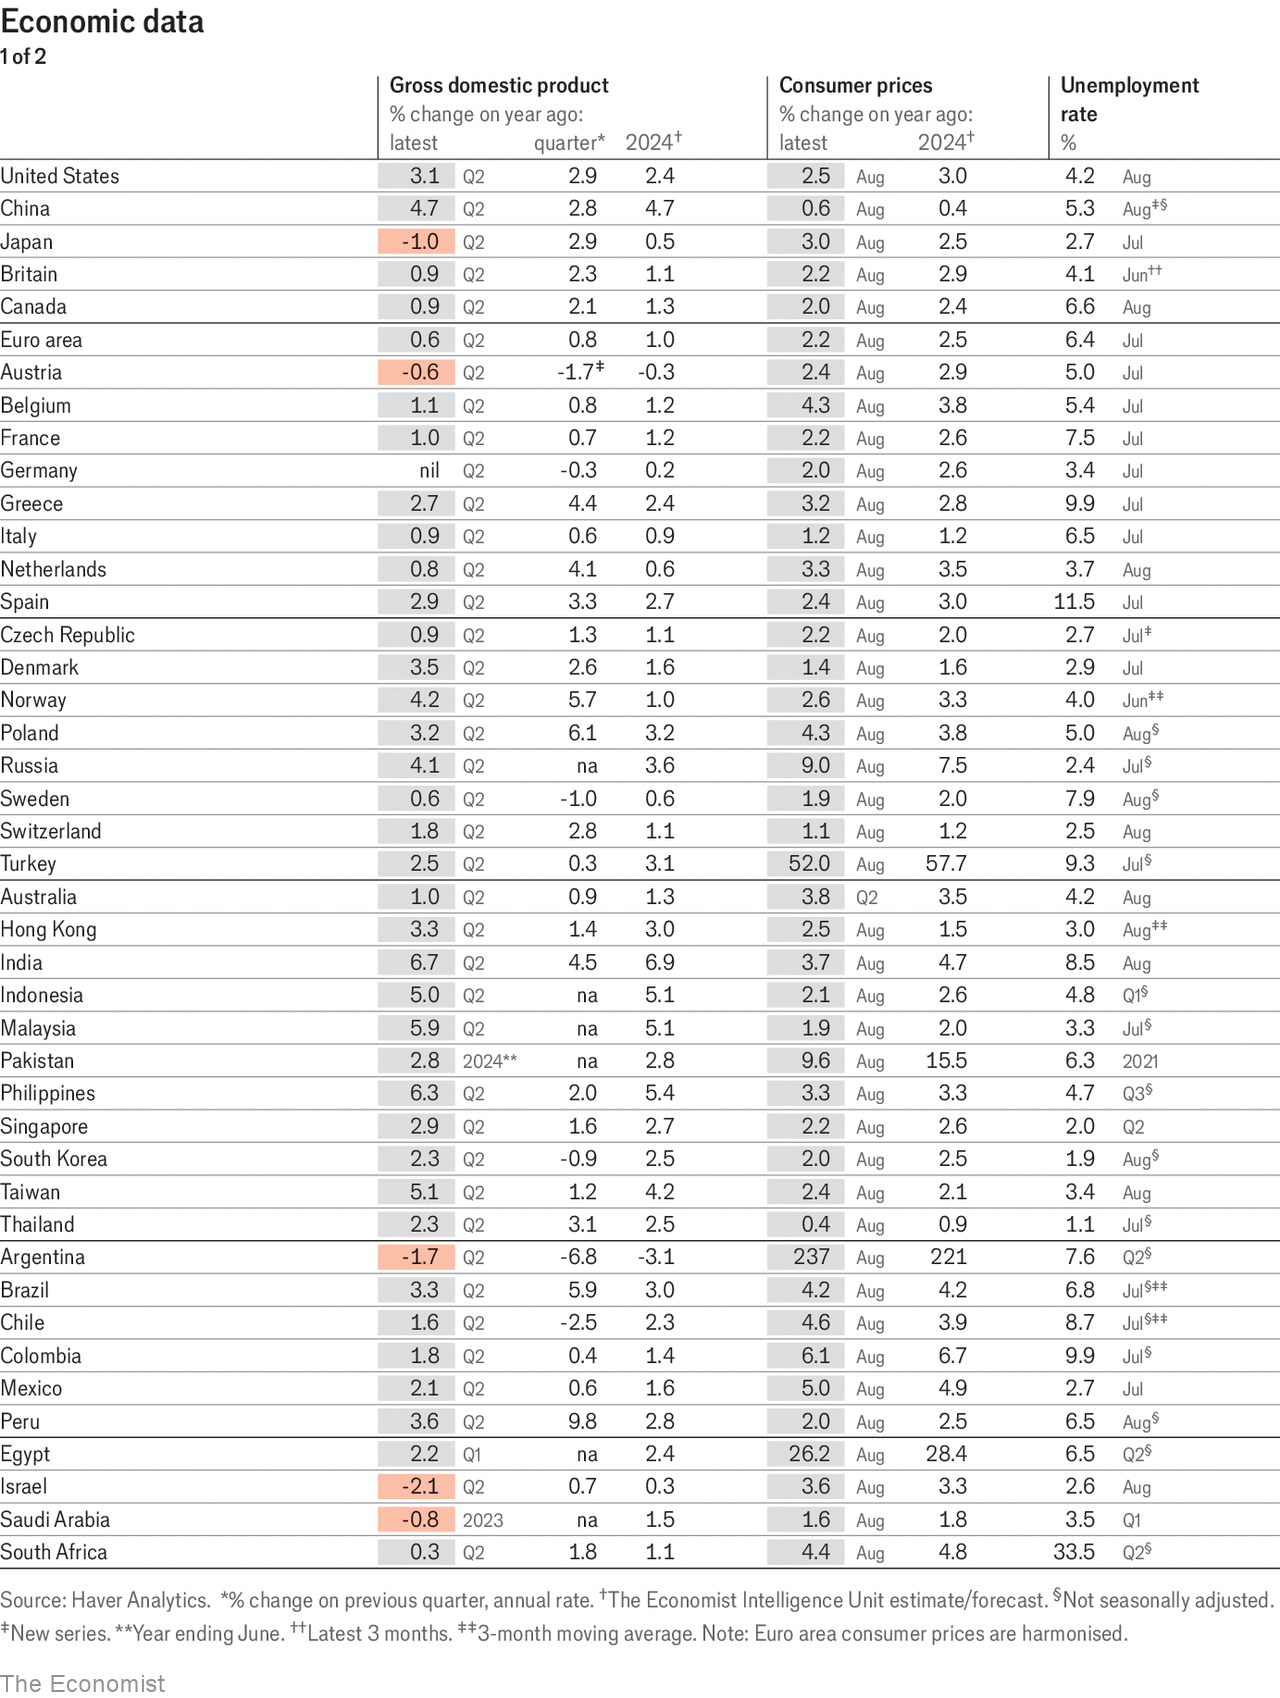 Economic data
1 of 2
Gross domestic product Consumer prices Unemployment
% change on year ago: % change on year ago: rate
latest quarter* 2024† latest 2024† %
United States 3.1 Q2 2.9 2.4 2.5 Aug 3.0 4.2 Aug
China 4.7 Q2 2.8 4.7 0.6 Aug 0.4 5.3 Aug‡§
Japan -1.0 Q2 2.9 0.5 3.0 Aug 2.5 2.7 Jul
Britain 0.9 Q2 2.3 1.1 2.2 Aug 2.9 4.1 Jun††
Canada 0.9 Q2 2.1 1.3 2.0 Aug 2.4 6.6 Aug
Euro area 0.6 Q2 0.8 1.0 2.2 Aug 2.5 6.4 Jul
Austria -0.6 Q2 -1.7‡ -0.3 2.4 Aug 2.9 5.0 Jul
Belgium 1.1 Q2 0.8 1.2 4.3 Aug 3.8 5.4 Jul
France 1.0 Q2 0.7 1.2 2.2 Aug 2.6 7.5 Jul
Germany nil Q2 -0.3 0.2 2.0 Aug 2.6 3.4 Jul
Greece 2.7 Q2 4.4 2.4 3.2 Aug 2.8 9.9 Jul
Italy 0.9 Q2 0.6 0.9 1.2 Aug 1.2 6.5 Jul
Netherlands 0.8 Q2 4.1 0.6 3.3 Aug 3.5 3.7 Aug
Spain 2.9 Q2 3.3 2.7 2.4 Aug 3.0 11.5 Jul
Czech Republic 0.9 Q2 1.3 1.1 2.2 Aug 2.0 2.7 Jul‡
Denmark 3.5 Q2 2.6 1.6 1.4 Aug 1.6 2.9 Jul
Norway 4.2 Q2 5.7 1.0 2.6 Aug 3.3 4.0 Jun‡‡
Poland 3.2 Q2 6.1 3.2 4.3 Aug 3.8 5.0 Aug§
Russia 4.1 Q2 na 3.6 9.0 Aug 7.5 2.4 Jul§
Sweden 0.6 Q2 -1.0 0.6 1.9 Aug 2.0 7.9 Aug§
Switzerland 1.8 Q2 2.8 1.1 1.1 Aug 1.2 2.5 Aug
Turkey 2.5 Q2 0.3 3.1 52.0 Aug 57.7 9.3 Jul§
Australia 1.0 Q2 0.9 1.3 3.8 Q2 3.5 4.2 Aug
Hong Kong 3.3 Q2 1.4 3.0 2.5 Aug 1.5 3.0 Aug‡‡
India 6.7 Q2 4.5 6.9 3.7 Aug 4.7 8.5 Aug
Indonesia 5.0 Q2 na 5.1 2.1 Aug 2.6 4.8 Q1§
Malaysia 5.9 Q2 na 5.1 1.9 Aug 2.0 3.3 Jul§
Pakistan 2.8 2024** na 2.8 9.6 Aug 15.5 6.3 2021
Philippines 6.3 Q2 2.0 5.4 3.3 Aug 3.3 4.7 Q3§
Singapore 2.9 Q2 1.6 2.7 2.2 Aug 2.6 2.0 Q2
South Korea 2.3 Q2 -0.9 2.5 2.0 Aug 2.5 1.9 Aug§
Taiwan 5.1 Q2 1.2 4.2 2.4 Aug 2.1 3.4 Aug
Thailand 2.3 Q2 3.1 2.5 0.4 Aug 0.9 1.1 Jul§
Argentina -1.7 Q2 -6.8 -3.1 237 Aug 221 7.6 Q2§
Brazil 3.3 Q2 5.9 3.0 4.2 Aug 4.2 6.8 Jul§‡‡
Chile 1.6 Q2 -2.5 2.3 4.6 Aug 3.9 8.7 Jul§‡‡
Colombia 1.8 Q2 0.4 1.4 6.1 Aug 6.7 9.9 Jul§
Mexico 2.1 Q2 0.6 1.6 5.0 Aug 4.9 2.7 Jul
Peru 3.6 Q2 9.8 2.8 2.0 Aug 2.5 6.5 Aug§
Egypt 2.2 Q1 na 2.4 26.2 Aug 28.4 6.5 Q2§
Israel -2.1 Q2 0.7 0.3 3.6 Aug 3.3 2.6 Aug
Saudi Arabia -0.8 2023 na 1.5 1.6 Aug 1.8 3.5 Q1
South Africa 0.3 Q2 1.8 1.1 4.4 Aug 4.8 33.5 Q2§
Source: Haver Analytics. *% change on previous quarter, annual rate. †The Economist Intelligence Unit estimate/forecast. §Not seasonally adjusted.
‡New series. **Year ending June. ††Latest 3 months. ‡‡3-month moving average. Note: Euro area consumer prices are harmonised.
The Economist